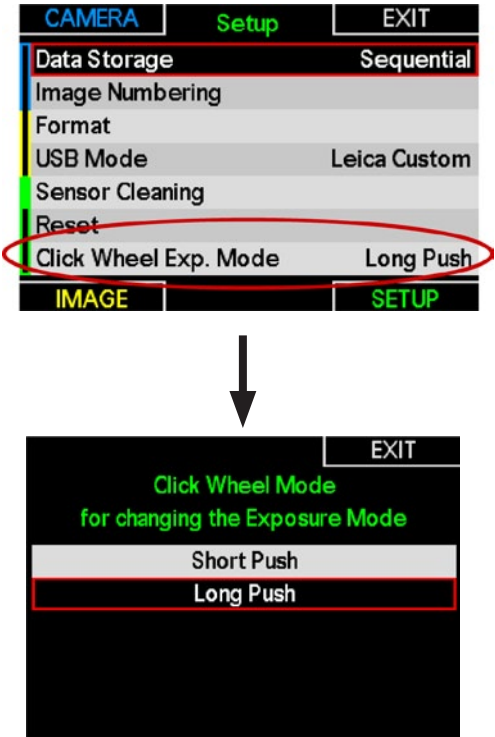 CAMERA Setup EXIT
Data Storage Sequential
Image Numbering
Format
USB Mode Leica Custom
Sensor Cleaning
Reset
Click Wheel Exp. Mode Long Push
IMAGE SETUP
EXIT
Click Wheel Mode
for changing the Exposure Mode
Short Push
Long Push